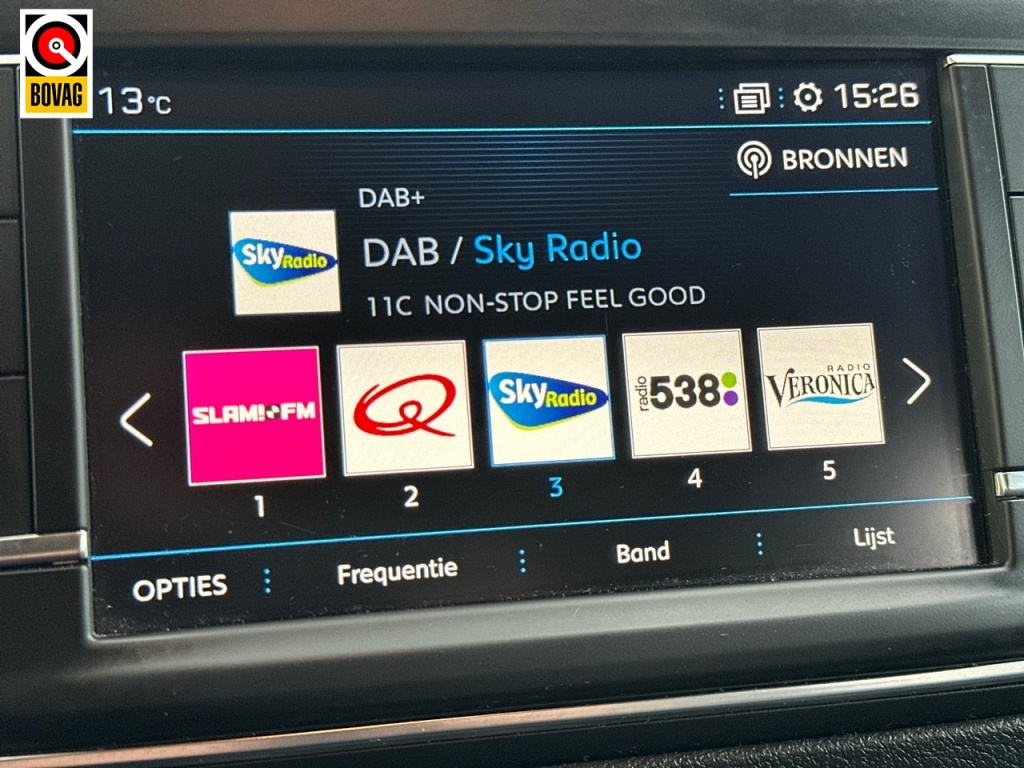 BOVAG
13°C
15:26
BRONNEN
DAB+
Sky Radio
DAB / Sky Radio
11C NON-STOP FEEL GOOD
SLAM! FM
Q
Sky Radio
radio 538
RADIO VERONICA
1
2
3
4
5
OPTIES
Frequentie
Band
Lijst